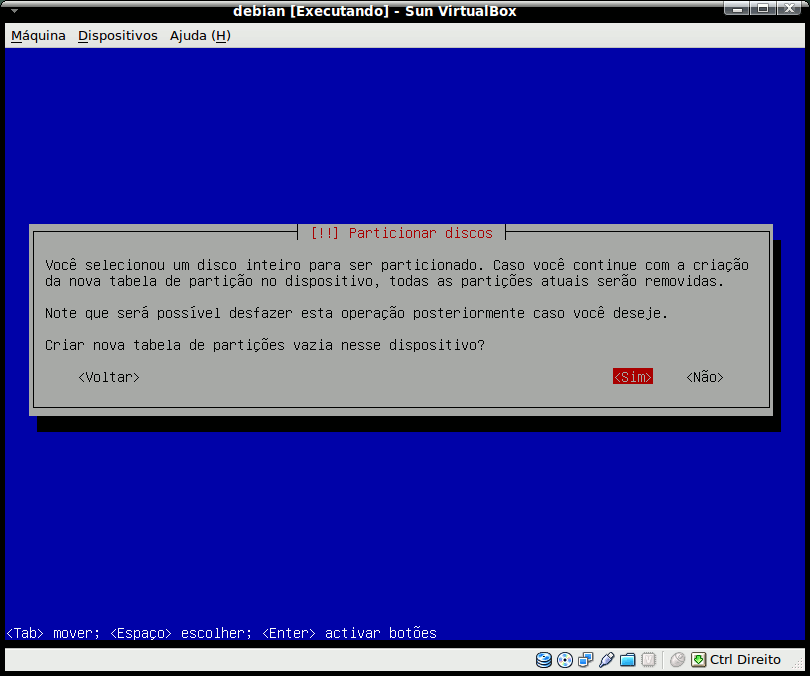 debian [Executando] - Sun VirtualBox
Máquina Dispositivos Ajuda (H)
[!!] Particionar discos
Você selecionou um disco inteiro para ser particionado. Caso você continue com a criação
da nova tabela de partição no dispositivo, todas as partições atuais serão removidas.
Note que será possível desfazer esta operação posteriormente caso você deseje.
Criar nova tabela de partições vazia nesse dispositivo?
<Voltar> <Sim> <Não>
<Tab> mover; <Espaço> escolher; <Enter> activar botões
Ctrl Direito